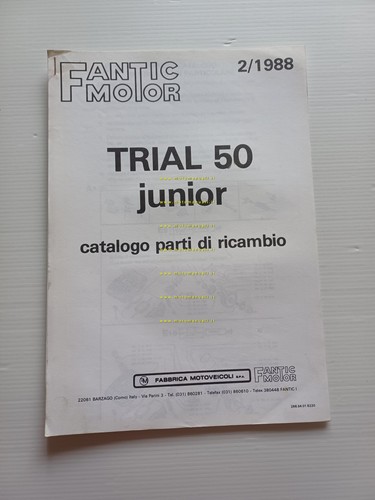 FANTIC MOTOR
2/1988
TRIAL 50
junior
catalogo parti di ricambio
FM FABBRICA MOTOVEICOLI s.p.a.
FANTIC MOTOR
22061 BARZAGO (Como) Italy - Via Parini 3 - Tel. (031) 860281 - Telefax (031) 860610 - Telex 380448 FANTIC I